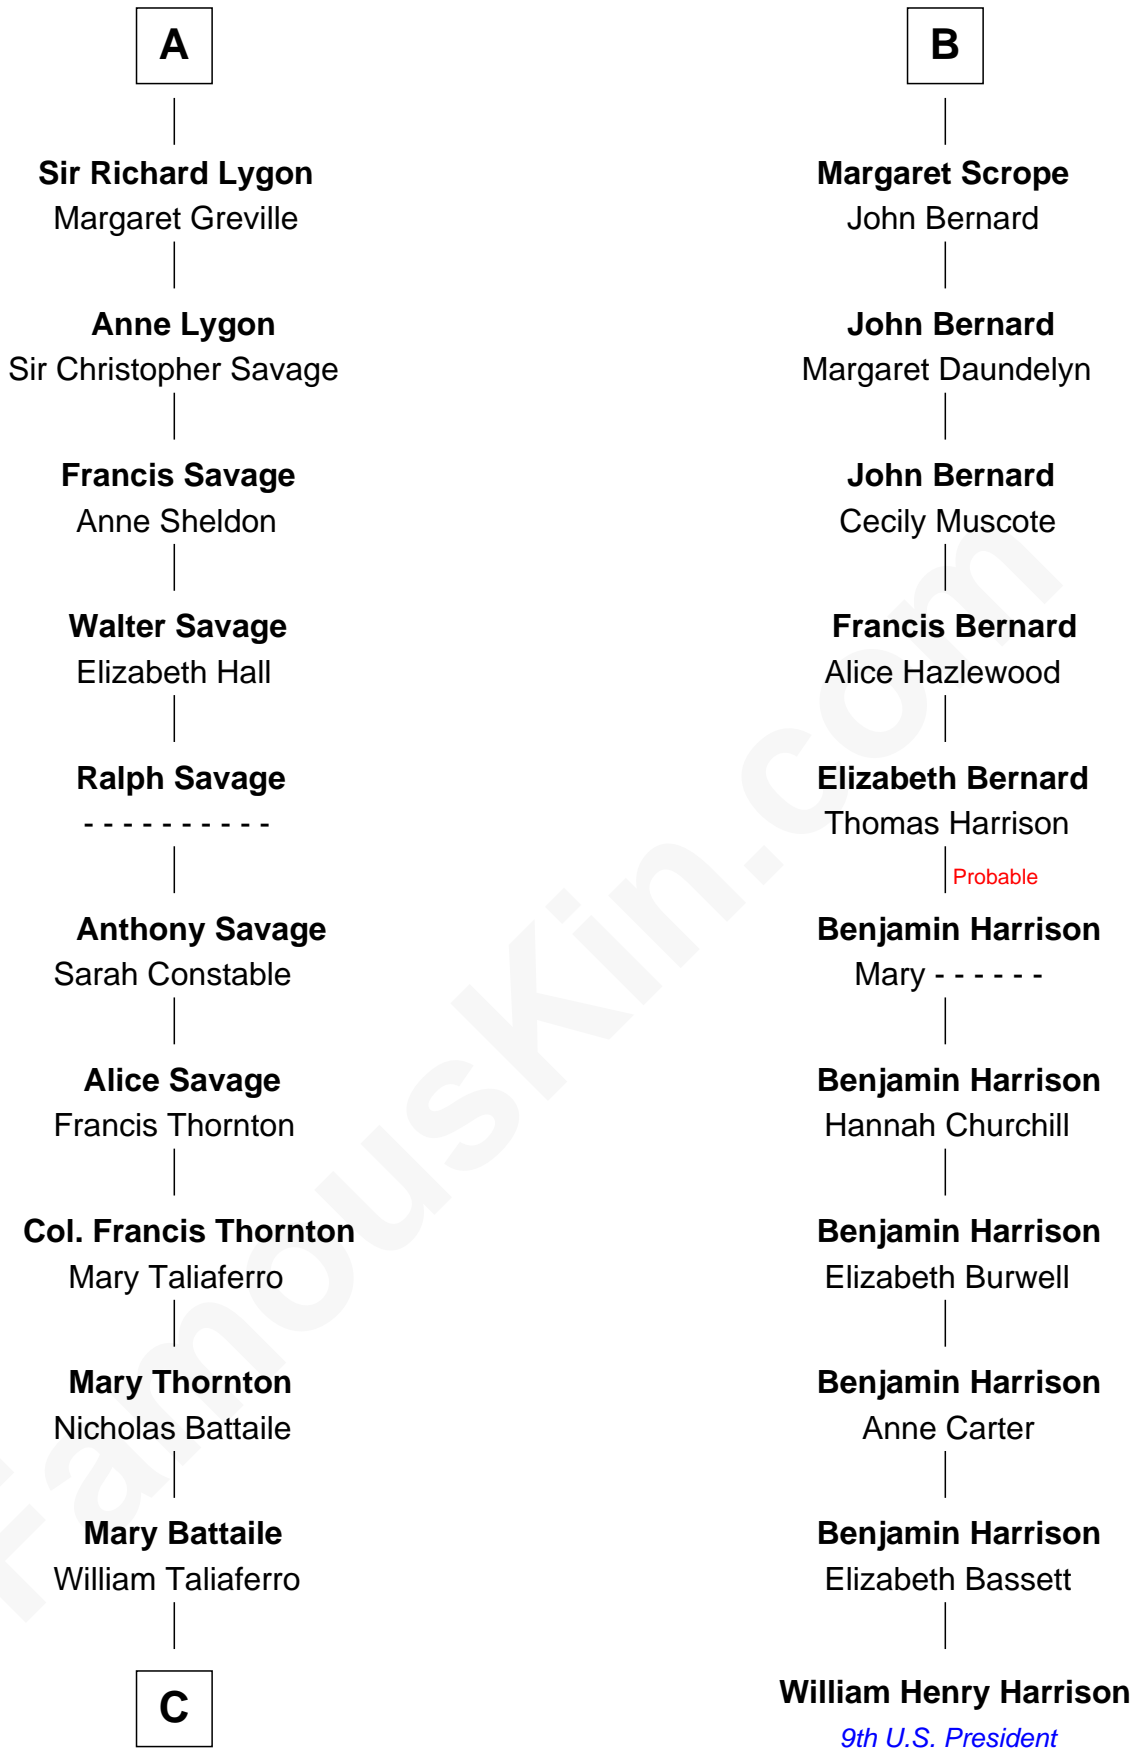 A
Sir Richard Lygon
Margaret Greville
Anne Lygon
Sir Christopher Savage
Francis Savage
Anne Sheldon
Walter Savage
Elizabeth Hall
Ralph Savage
- - - - - - - - - -
Anthony Savage
Sarah Constable
Alice Savage
Francis Thornton
Col. Francis Thornton
Mary Taliaferro
Mary Thornton
Nicholas Battaile
Mary Battaile
William Taliaferro
C
B
Margaret Scrope
John Bernard
John Bernard
Margaret Daundelyn
John Bernard
Cecily Muscote
Francis Bernard
Alice Hazlewood
Elizabeth Bernard
Thomas Harrison
Probable
Benjamin Harrison
Mary - - - - - -
Benjamin Harrison
Hannah Churchill
Benjamin Harrison
Elizabeth Burwell
Benjamin Harrison
Anne Carter
Benjamin Harrison
Elizabeth Bassett
William Henry Harrison
9th U.S. President
FamousKin.com